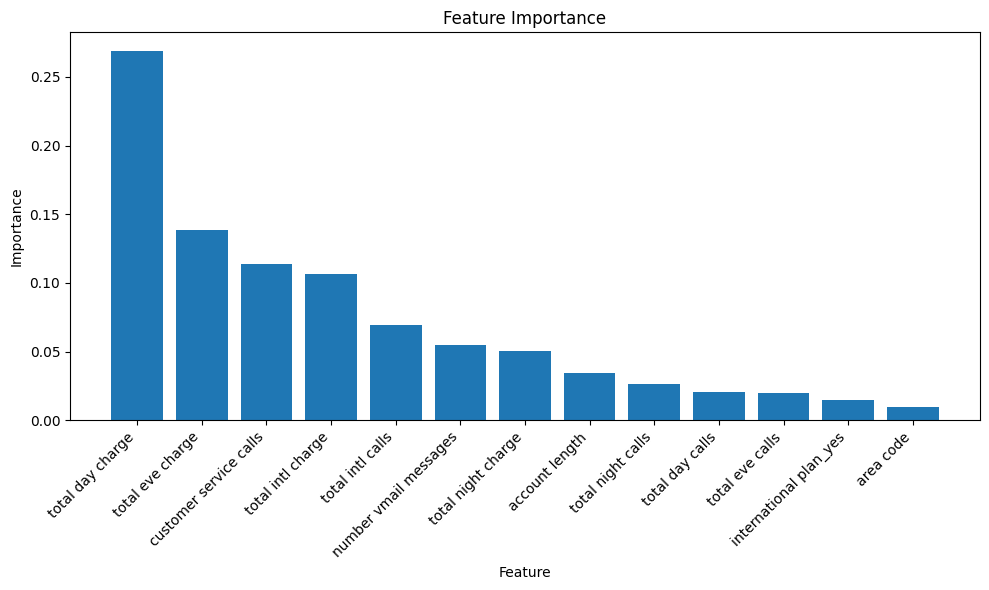 Feature Importance
Importance
0.25
0.20
0.15
0.10
0.05
0.00
total day charge
total eve charge
customer service calls
total intl charge
total intl calls
number vmail messages
total night charge
account length
total night calls
total day calls
total eve calls
international plan_yes
area code
Feature